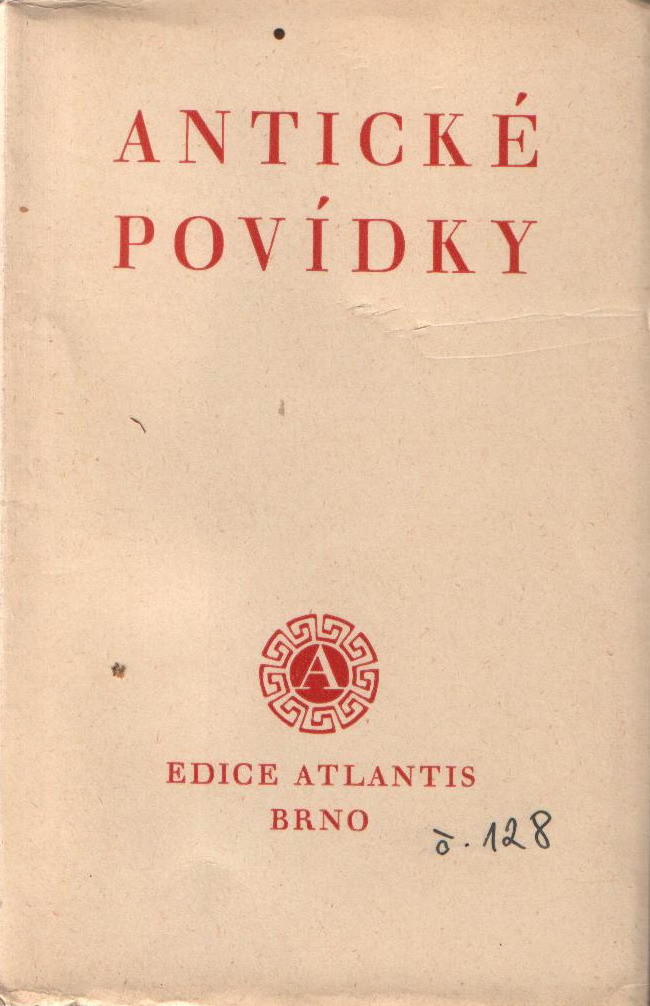 ANTICKÉ
POVÍDKY
A
EDICE ATLANTIS
BRNO
č. 128